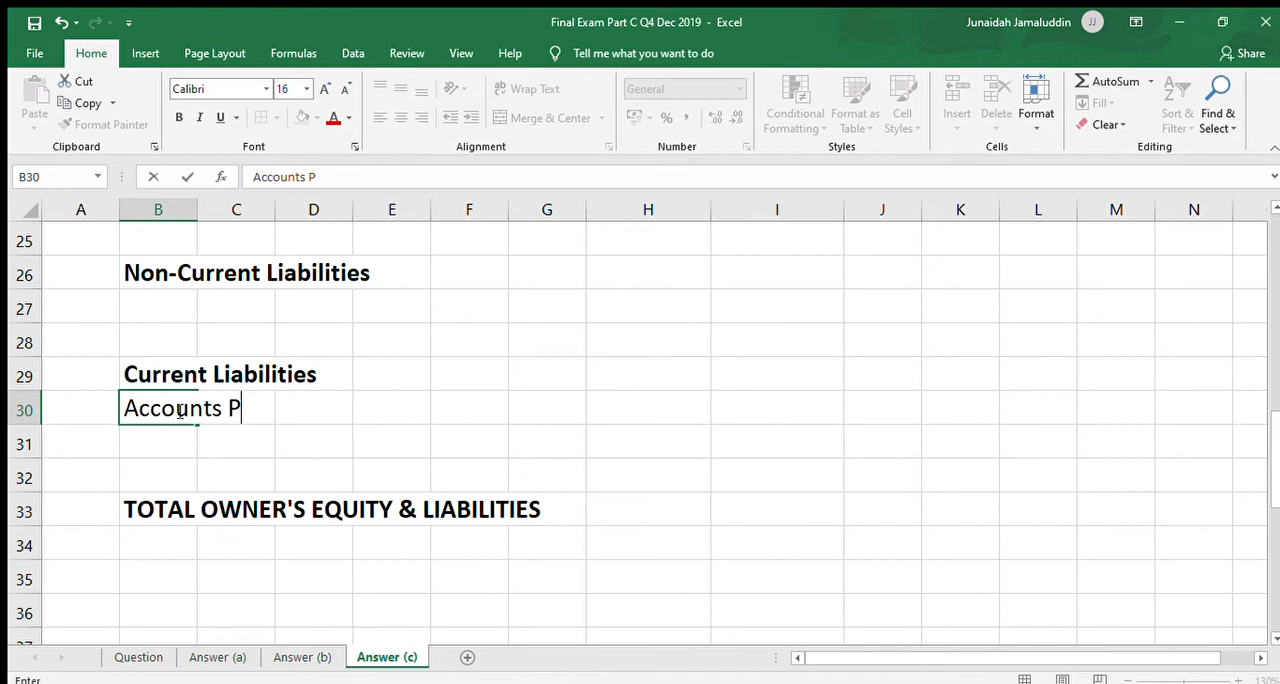 Final Exam Part C Q4 Dec 2019 - Excel
Junaidah Jamaluddin
JJ
File Home Insert Page Layout Formulas Data Review View Help Tell me what you want to do Share
Paste
Cut
Copy
Format Painter
Clipboard
Calibri 16 A A
B I U A
Font
Wrap Text
Merge & Center
Alignment
General
% ,
Number
Conditional Formatting
Format as Table
Cell Styles
Styles
Insert Delete Format
Cells
AutoSum
Fill
Clear
Sort & Filter
Find & Select
Editing
B30 fx Accounts P
A B C D E F G H I J K L M N
25
26 Non-Current Liabilities
27
28
29 Current Liabilities
30 Accounts P
31
32
33 TOTAL OWNER'S EQUITY & LIABILITIES
34
35
36
Question Answer (a) Answer (b) Answer (c)
Enter
130%